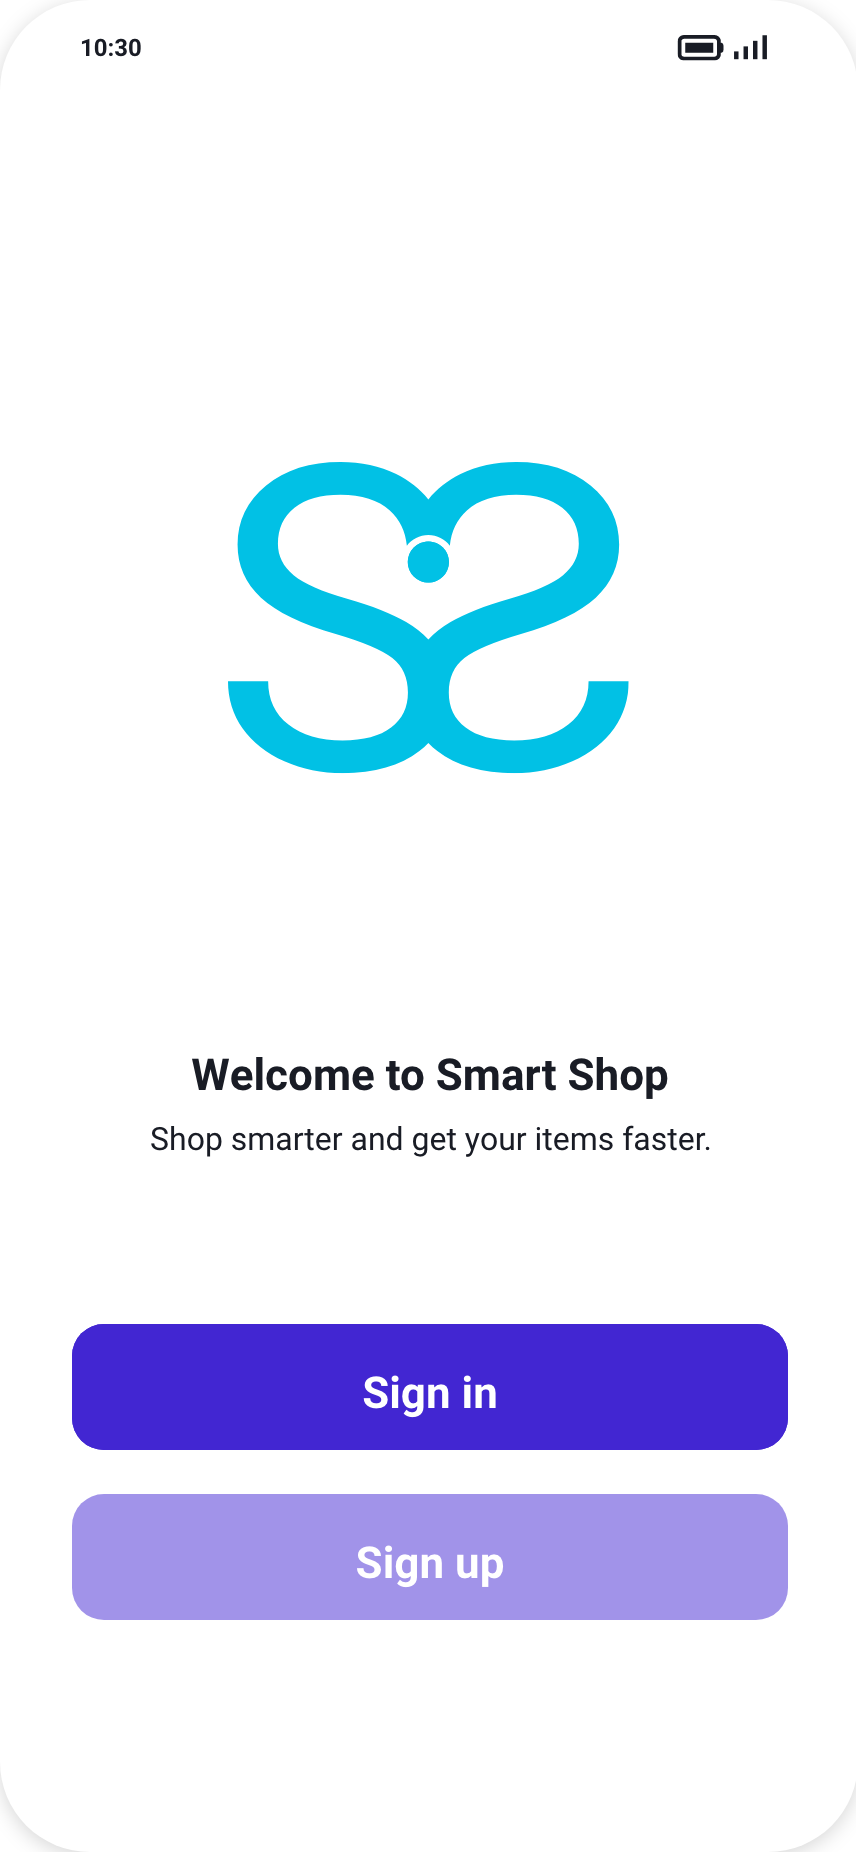 10:30
Welcome to Smart Shop
Shop smarter and get your items faster.
Sign in
Sign up